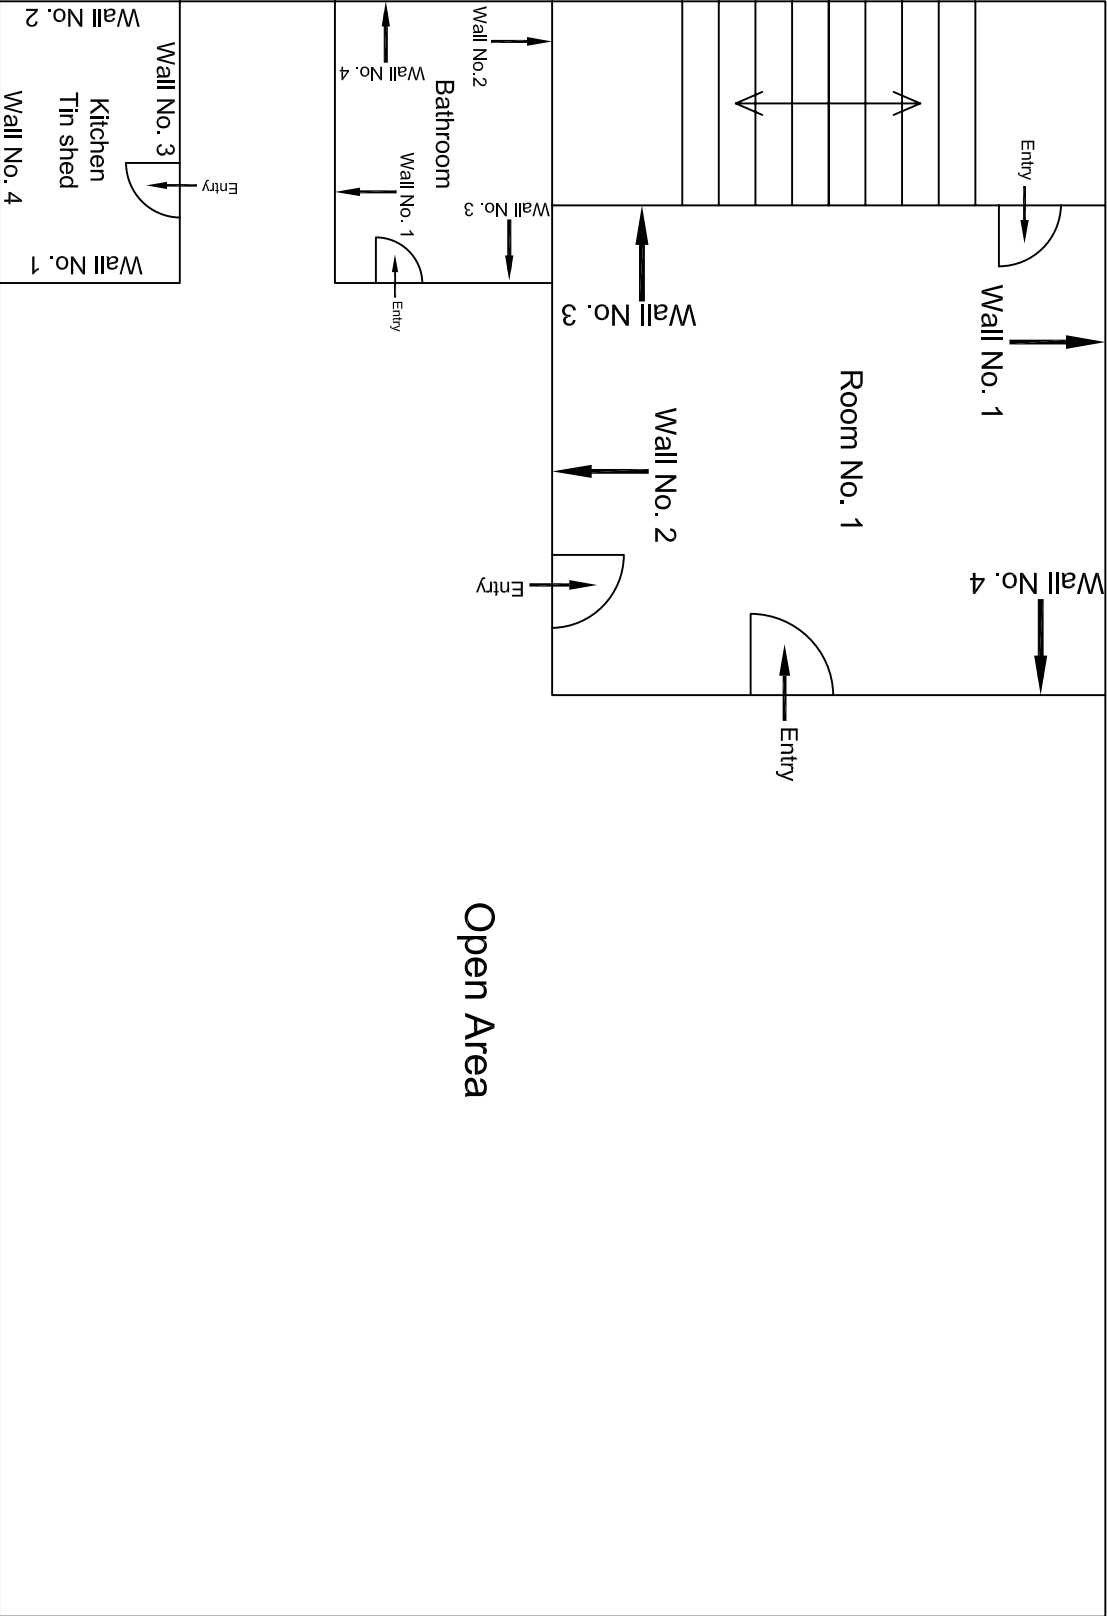 Wall No. 2
Wall No. 3
Kitchen
Tin shed
Wall No. 4
Entry
Wall No. 1
Wall No.2
Wall No. 4
Bathroom
Wall No. 1
Wall No. 3
Entry
Entry
Wall No. 1
Wall No. 3
Room No. 1
Wall No. 2
Wall No. 4
Entry
Entry
Open Area